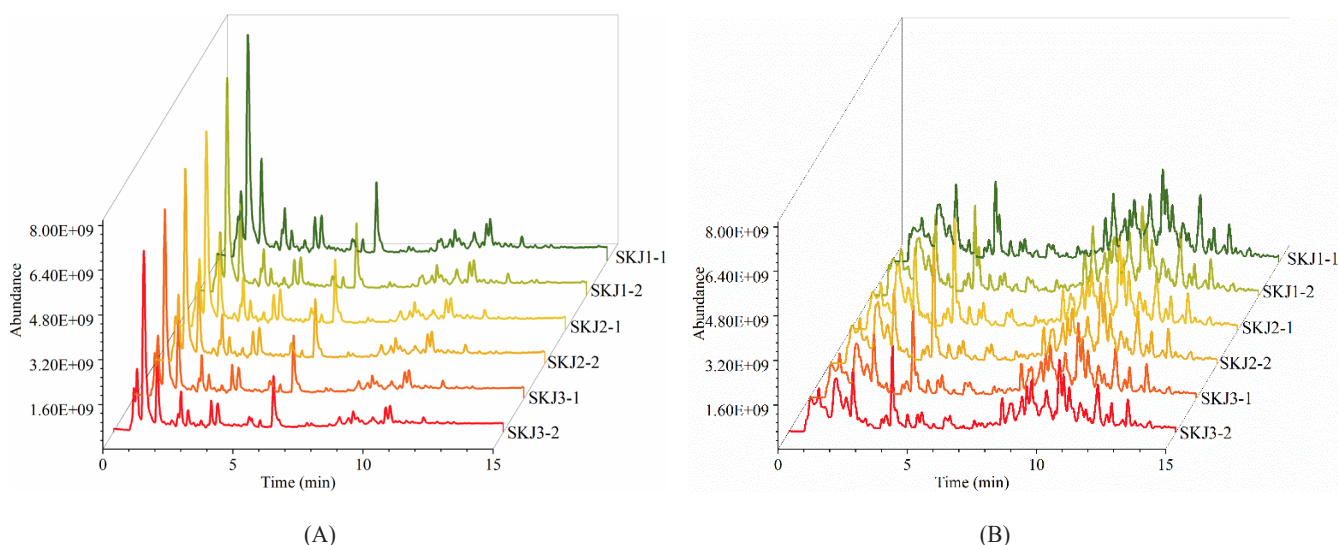 8.00E+09
6.40E+09
4.80E+09
3.20E+09
1.60E+09
Abundance
0
5
10
15
Time (min)
SKJ1-1
SKJ1-2
SKJ2-1
SKJ2-2
SKJ3-1
SKJ3-2
(A)
8.00E+09
6.40E+09
4.80E+09
3.20E+09
1.60E+09
Abundance
0
5
10
15
Time (min)
SKJ1-1
SKJ1-2
SKJ2-1
SKJ2-2
SKJ3-1
SKJ3-2
(B)